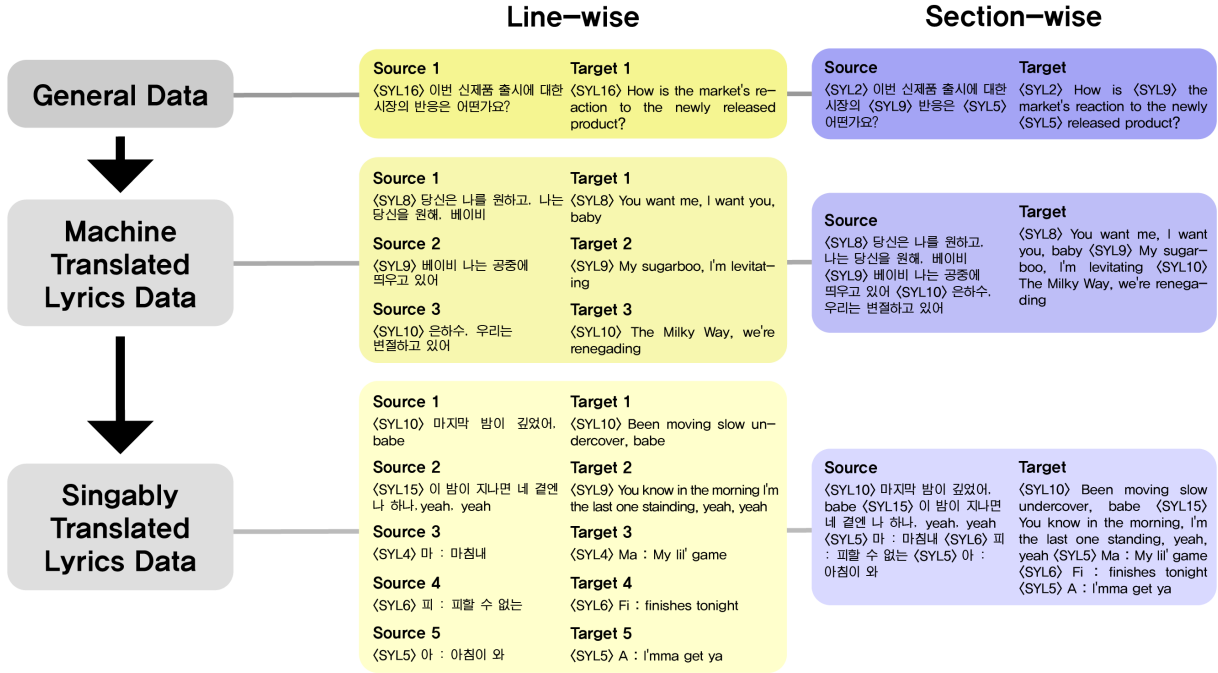 Line-wise
Section-wise
General Data
Source 1
⟨SYL16⟩ 이번 신제품 출시에 대한
시장의 반응은 어떤가요?
Target 1
⟨SYL16⟩ How is the market's re-
action to the newly released
product?
Source
⟨SYL2⟩ 이번 신제품 출시에 대한
시장의 ⟨SYL9⟩ 반응은 ⟨SYL5⟩
어떤가요?
Target
⟨SYL2⟩ How is ⟨SYL9⟩ the
market's reaction to the newly
⟨SYL5⟩ released product?
Machine
Translated
Lyrics Data
Source 1
⟨SYL8⟩ 당신은 나를 원하고. 나는
당신을 원해. 베이비
Target 1
⟨SYL8⟩ You want me, I want you,
baby
Source 2
⟨SYL9⟩ 베이비 나는 공중에
띄우고 있어
Target 2
⟨SYL9⟩ My sugarboo, I'm levitat-
ing
Source 3
⟨SYL10⟩ 은하수. 우리는
변절하고 있어
Target 3
⟨SYL10⟩ The Milky Way, we're
renegading
Source
⟨SYL8⟩ 당신은 나를 원하고.
나는 당신을 원해. 베이비
⟨SYL9⟩ 베이비 나는 공중에
띄우고 있어 ⟨SYL10⟩ 은하수.
우리는 변절하고 있어
Target
⟨SYL8⟩ You want me, I want
you, baby ⟨SYL9⟩ My sugar-
boo, I'm levitating ⟨SYL10⟩
The Milky Way, we're renega-
ding
Singably
Translated
Lyrics Data
Source 1
⟨SYL10⟩ 마지막 밤이 깊었어.
babe
Target 1
⟨SYL10⟩ Been moving slow un-
dercover, babe
Source 2
⟨SYL15⟩ 이 밤이 지나면 네 곁엔
나 하나. yeah. yeah
Target 2
⟨SYL9⟩ You know in the morning I'm
the last one stainding, yeah, yeah
Source 3
⟨SYL4⟩ 마 : 마침내
Target 3
⟨SYL4⟩ Ma : My lil' game
Source 4
⟨SYL6⟩ 피 : 피할 수 없는
Target 4
⟨SYL6⟩ Fi : finishes tonight
Source 5
⟨SYL5⟩ 아 : 아침이 와
Target 5
⟨SYL5⟩ A : I'mma get ya
Source
⟨SYL10⟩ 마지막 밤이 깊었어.
babe ⟨SYL15⟩ 이 밤이 지나면
네 곁엔 나 하나. yeah. yeah
⟨SYL5⟩ 마 : 마침내 ⟨SYL6⟩ 피
: 피할 수 없는 ⟨SYL5⟩ 아 :
아침이 와
Target
⟨SYL10⟩ Been moving slow
undercover, babe ⟨SYL15⟩
You know in the morning, I'm
the last one standing, yeah,
yeah ⟨SYL5⟩ Ma : My lil' game
⟨SYL6⟩ Fi : finishes tonight
⟨SYL5⟩ A : I'mma get ya